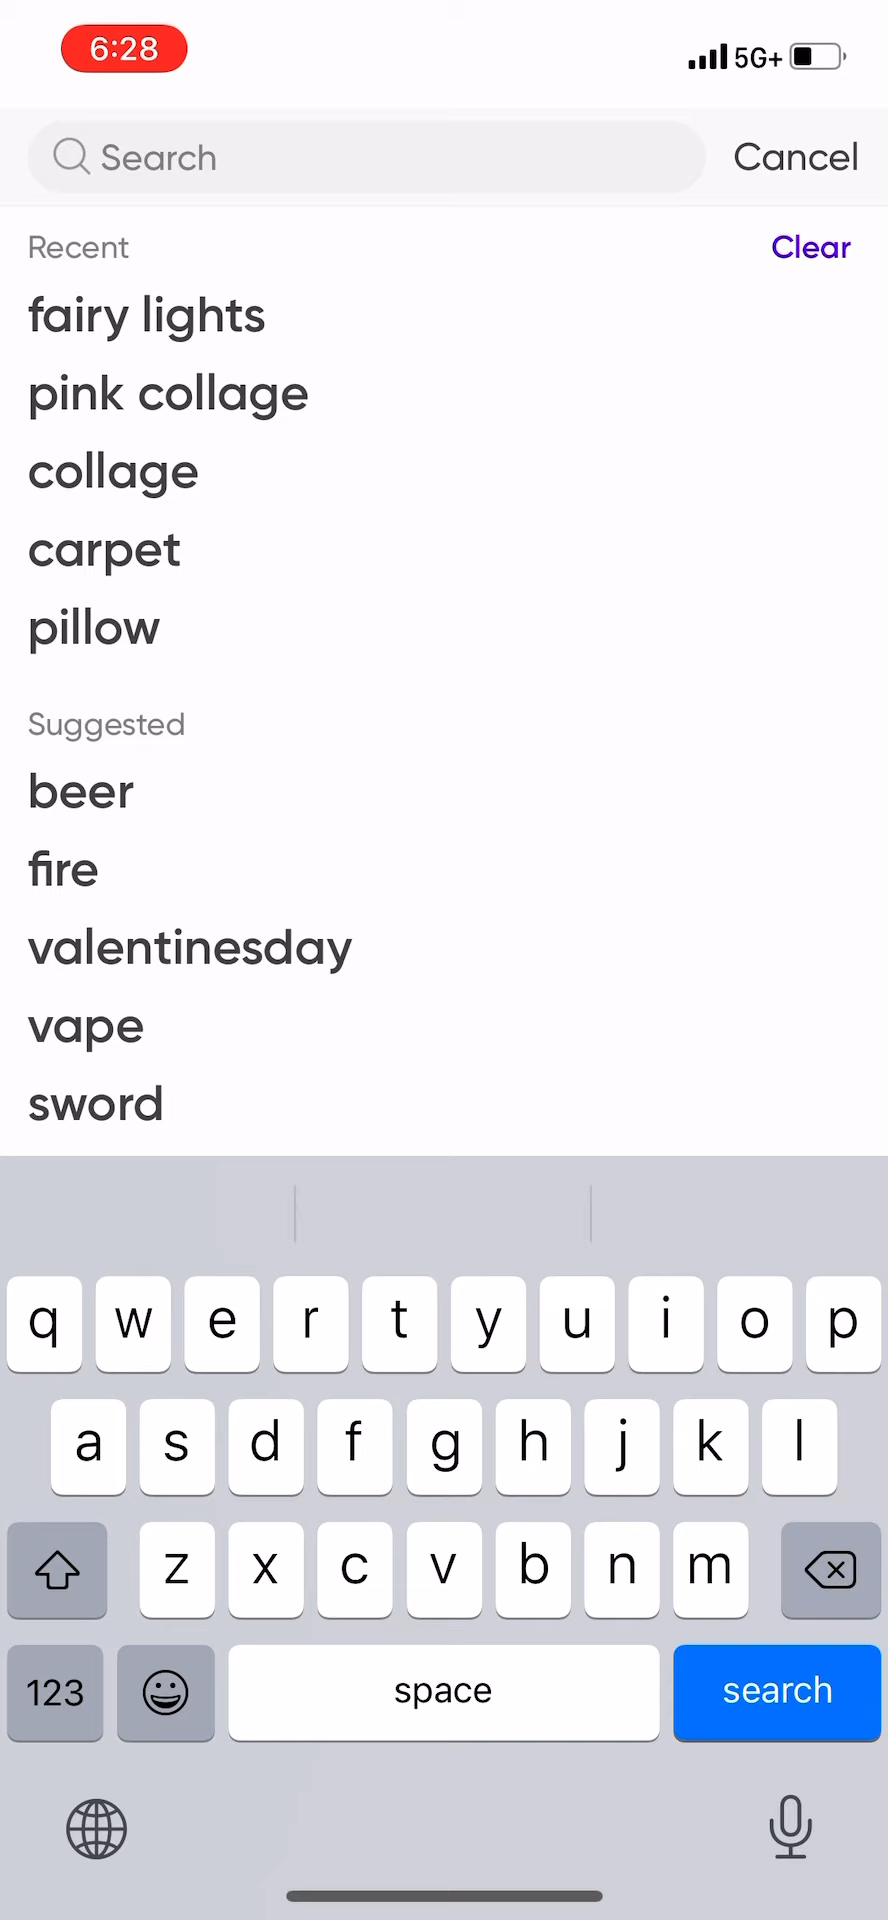 6:28
5G+
Search
Cancel
Recent
Clear
fairy lights
pink collage
collage
carpet
pillow
Suggested
beer
fire
valentinesday
vape
sword
q w e r t y u i o p
a s d f g h j k l
z x c v b n m
123
space
search